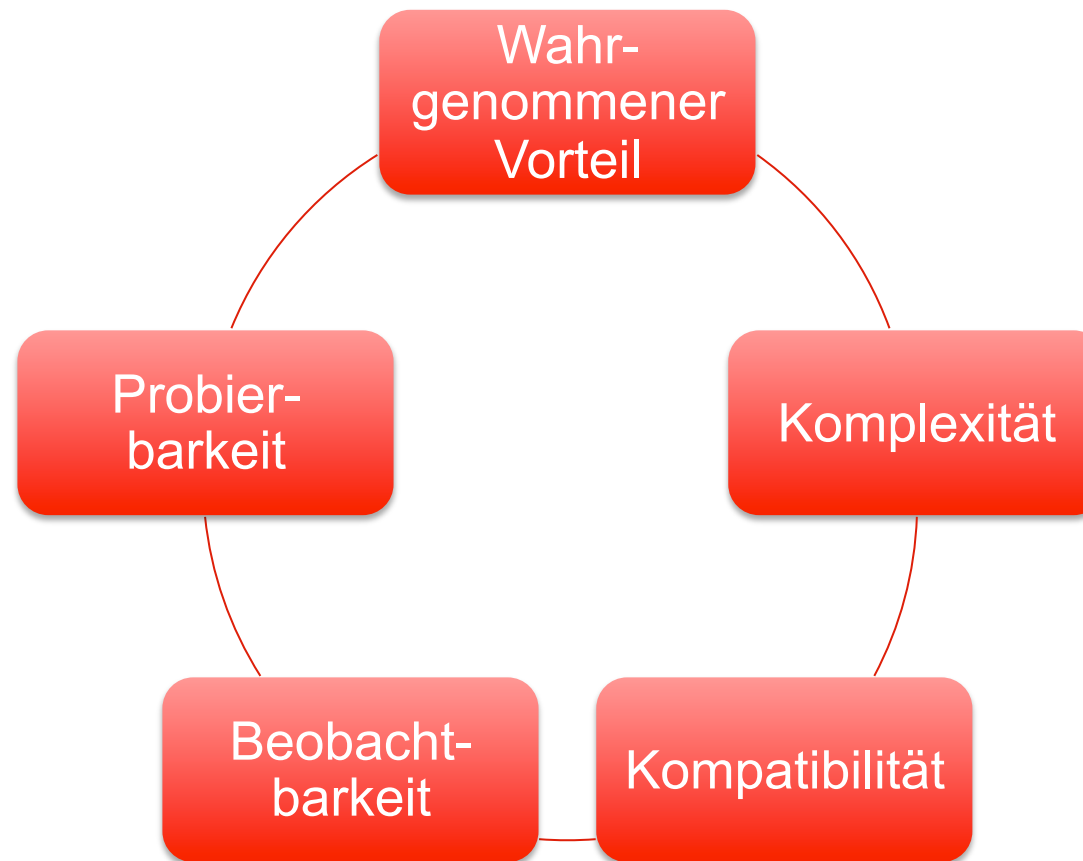 Wahr-
genommener
Vorteil
Probier-
barkeit
Komplexität
Beobacht-
barkeit
Kompatibilität